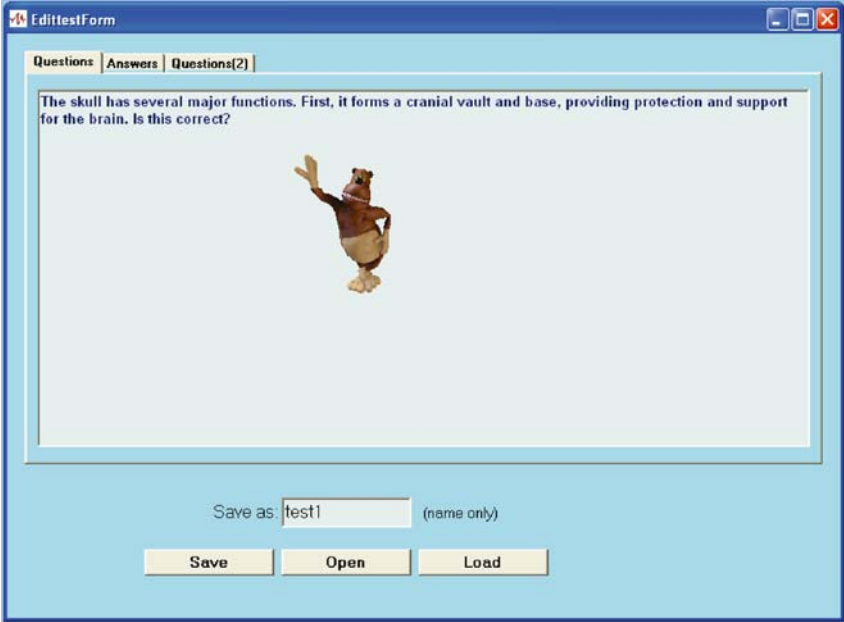 EdittestForm
Questions Answers Questions(2)
The skull has several major functions. First, it forms a cranial vault and base, providing protection and support
for the brain. Is this correct?
Save as: test1 (name only)
Save Open Load